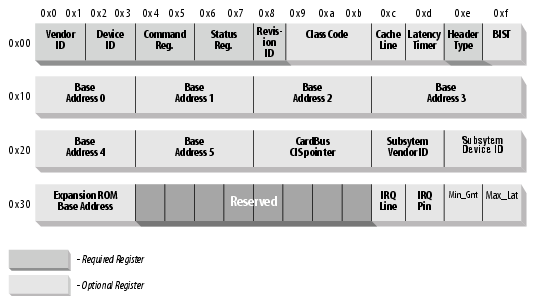 0x0 0x1 0x2 0x3 0x4 0x5 0x6 0x7 0x8 0x9 0xa 0xb 0xc 0xd 0xe 0xf
0x00
Vendor
ID
Device
ID
Command
Reg.
Status
Reg.
Revis-
ion
ID
Class Code
Cache
Line
Latency
Timer
Header
Type
BIST
0x10
Base
Address 0
Base
Address 1
Base
Address 2
Base
Address 3
0x20
Base
Address 4
Base
Address 5
CardBus
CIS pointer
Subsytem
Vendor ID
Subsytem
Device ID
0x30
Expansion ROM
Base Address
Reserved
IRQ
Line
IRQ
Pin
Min_Gnt
Max_Lat
- Required Register
- Optional Register